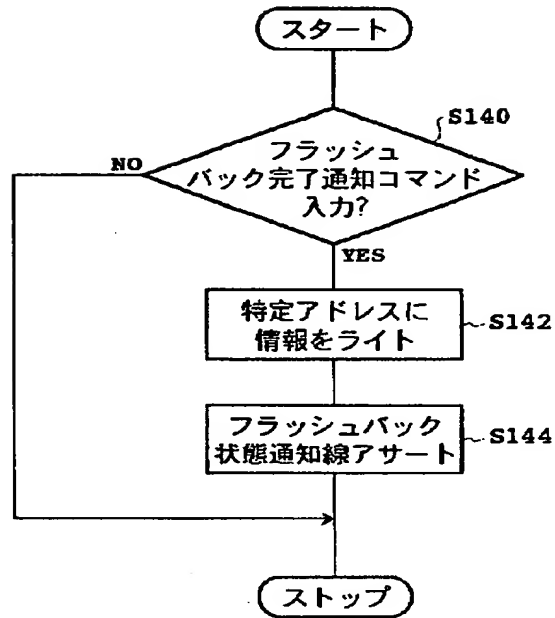 スタート
S140
フラッシュ
バック完了通知コマンド
入力?
NO
YES
特定アドレスに
情報をライト
S142
フラッシュバック
状態通知線アサート
S144
ストップ